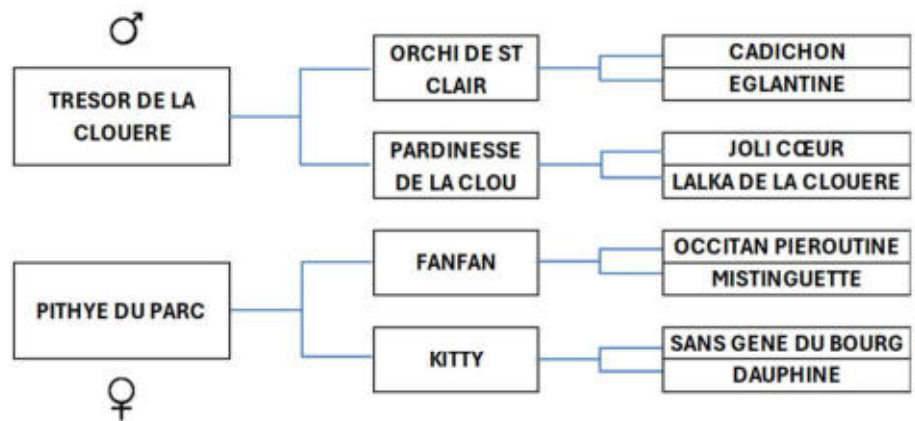 ♂
TRESOR DE LA
CLOUERE
ORCHI DE ST
CLAIR
CADICHON
EGLANTINE
PARDINESSE
DE LA CLOU
JOLI CŒUR
LALKA DE LA CLOUERE
PITHYE DU PARC
FANFAN
OCCITAN PIEROUTINE
MISTINGUETTE
KITTY
SANS GENE DU BOURG
DAUPHINE
♀